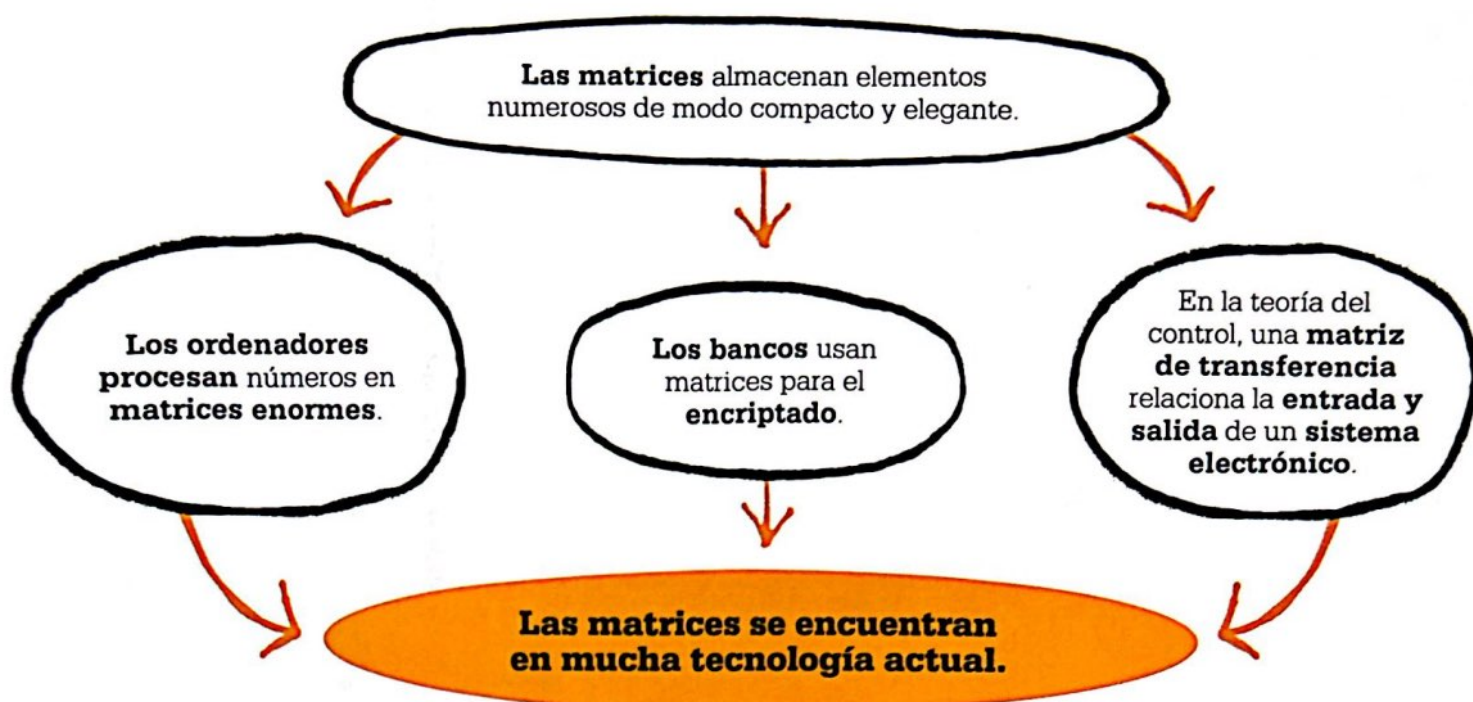 Las matrices almacenan elementos
numerosos de modo compacto y elegante.
Los ordenadores
procesan números en
matrices enormes.
Los bancos usan
matrices para el
encriptado.
En la teoría del
control, una matriz
de transferencia
relaciona la entrada y
salida de un sistema
electrónico.
Las matrices se encuentran
en mucha tecnología actual.